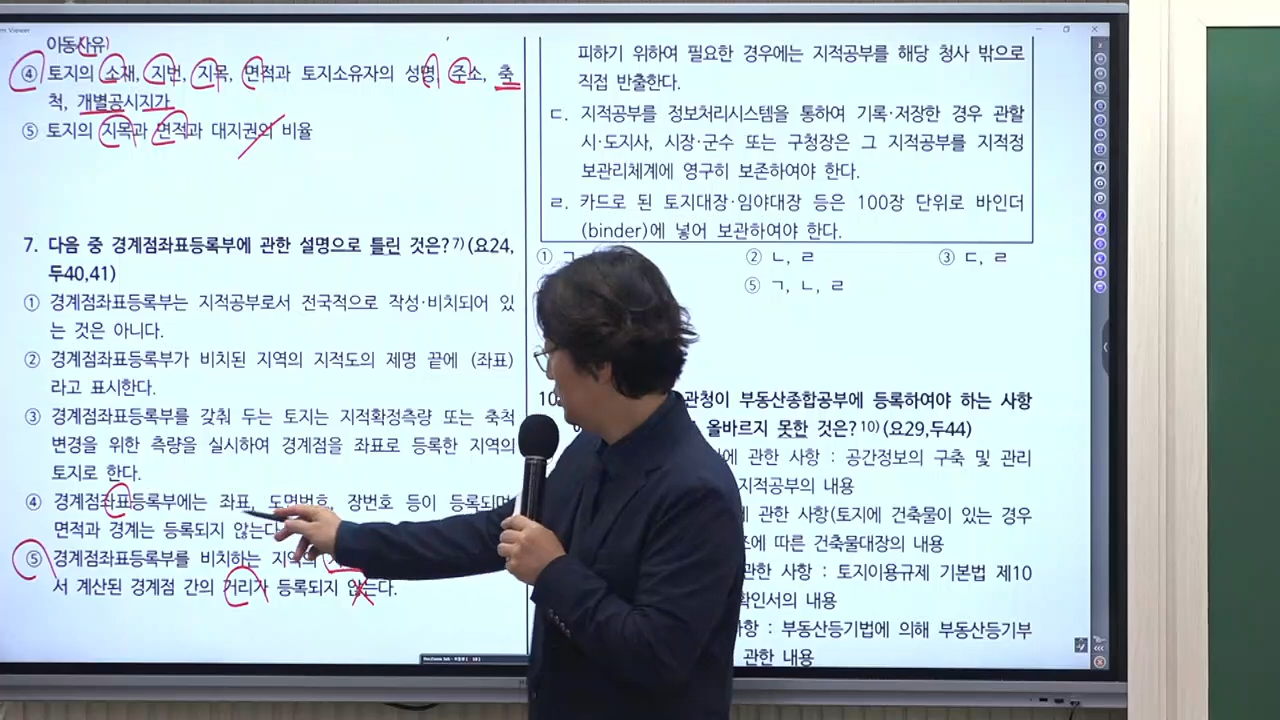 이동사유)
④ 토지의 소재, 지번, 지목, 면적과 토지소유자의 성명, 주소, 축
척, 개별공시지가
⑤ 토지의 지목과 면적과 대지권의 비율
7. 다음 중 경계점좌표등록부에 관한 설명으로 틀린 것은?7) (요24,
두40,41)
① 경계점좌표등록부는 지적공부로서 전국적으로 작성·비치되어 있
는 것은 아니다.
② 경계점좌표등록부가 비치된 지역의 지적도의 제명 끝에 (좌표)
라고 표시한다.
③ 경계점좌표등록부를 갖춰 두는 토지는 지적확정측량 또는 축척
변경을 위한 측량을 실시하여 경계점을 좌표로 등록한 지역의
토지로 한다.
④ 경계점좌표등록부에는 좌표, 도면번호, 장번호 등이 등록되며
면적과 경계는 등록되지 않는다
⑤ 경계점좌표등록부를 비치하는 지역의
서 계산된 경계점 간의 거리가 등록되지 않는다.
피하기 위하여 필요한 경우에는 지적공부를 해당 청사 밖으로
직접 반출한다.
ㄷ. 지적공부를 정보처리시스템을 통하여 기록·저장한 경우 관할
시·도지사, 시장·군수 또는 구청장은 그 지적공부를 지적정
보관리체계에 영구히 보존하여야 한다.
ㄹ. 카드로 된 토지대장·임야대장 등은 100장 단위로 바인더
(binder)에 넣어 보관하여야 한다.
① ㄱ ② ㄴ, ㄹ ③ ㄷ, ㄹ
⑤ ㄱ, ㄴ, ㄹ
10 관청이 부동산종합공부에 등록하여야 하는 사항
올바르지 못한 것은?10) (요29,두44)
에 관한 사항 : 공간정보의 구축 및 관리
지적공부의 내용
관한 사항(토지에 건축물이 있는 경우
조에 따른 건축물대장의 내용
관한 사항 : 토지이용규제 기본법 제10
확인서의 내용
사항 : 부동산등기법에 의해 부동산등기부
관한 내용